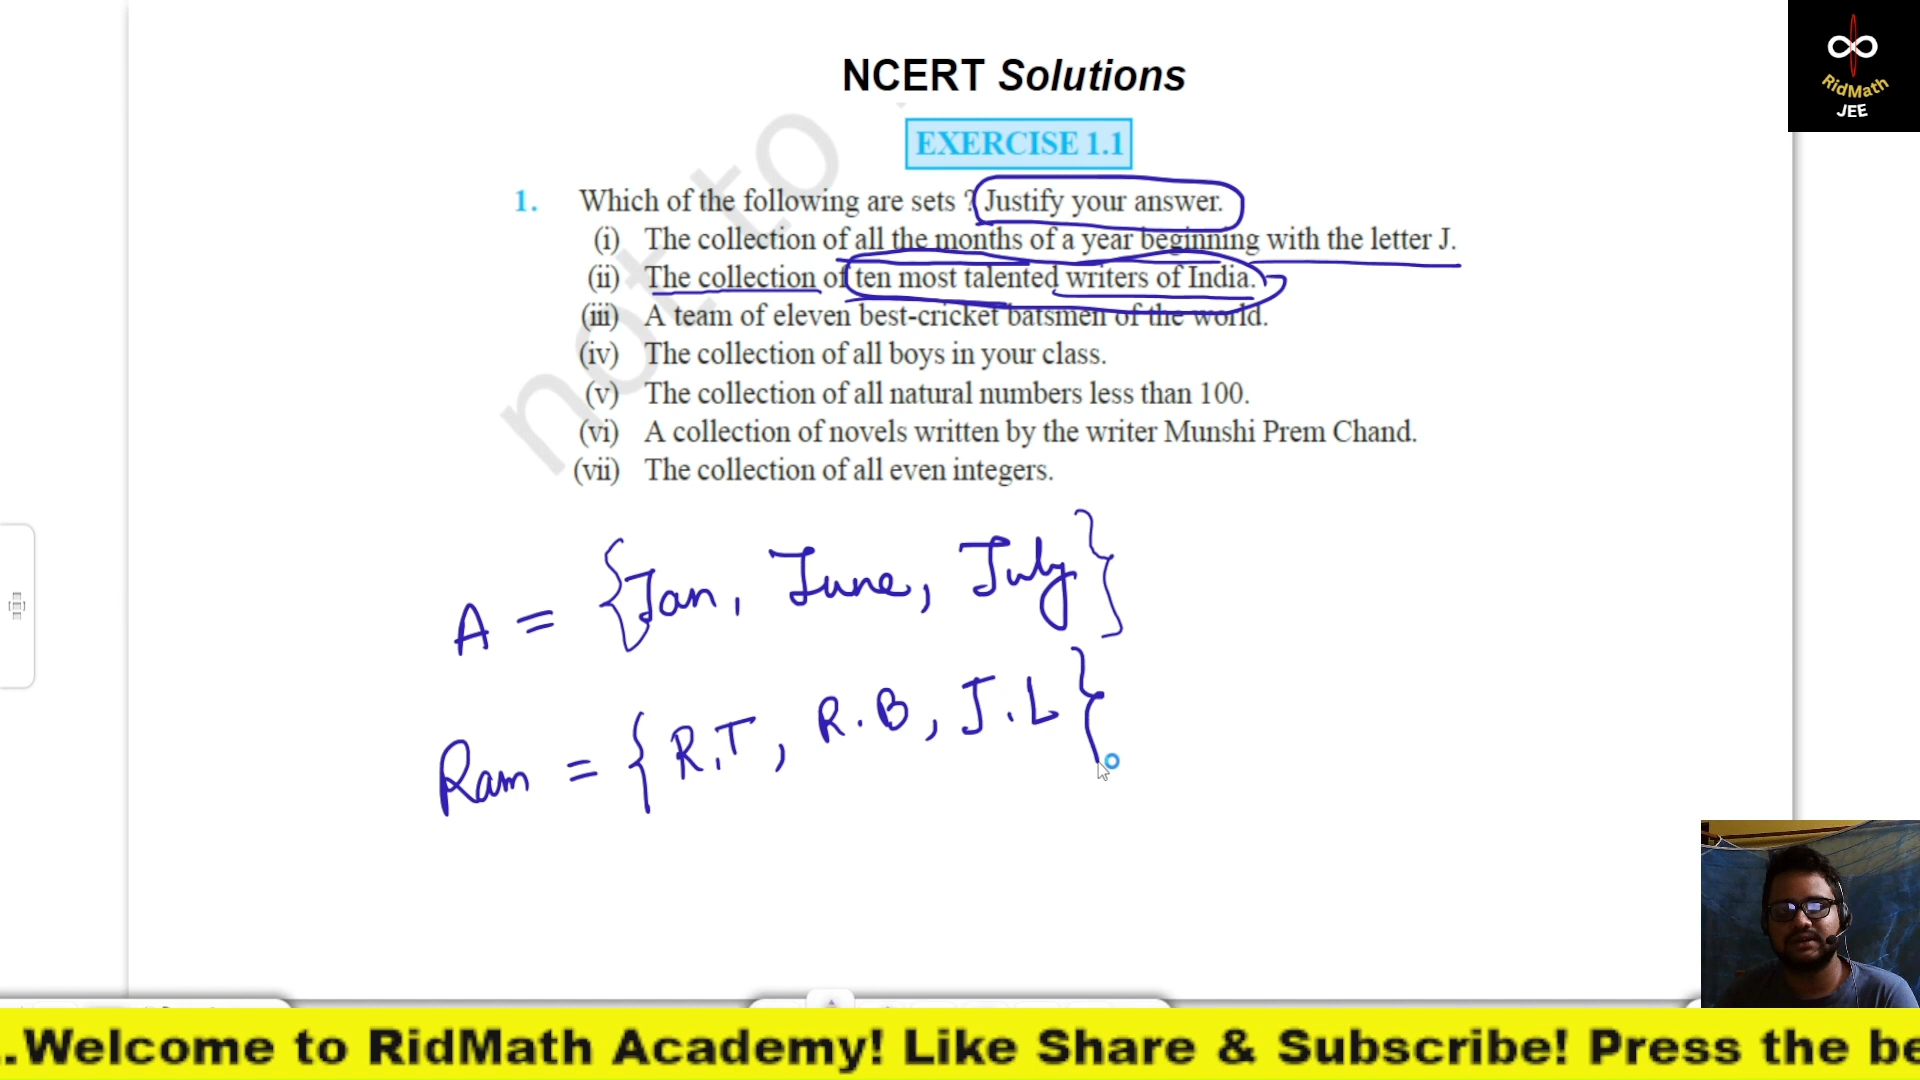 NCERT Solutions
RidMath
JEE
EXERCISE 1.1
1. Which of the following are sets ? Justify your answer.
(i) The collection of all the months of a year beginning with the letter J.
(ii) The collection of ten most talented writers of India.
(iii) A team of eleven best-cricket batsmen of the world.
(iv) The collection of all boys in your class.
(v) The collection of all natural numbers less than 100.
(vi) A collection of novels written by the writer Munshi Prem Chand.
(vii) The collection of all even integers.
not to
A = {Jan, June, July}
Ram = {R.T, R.B, J.L}
..Welcome to RidMath Academy! Like Share & Subscribe! Press the be